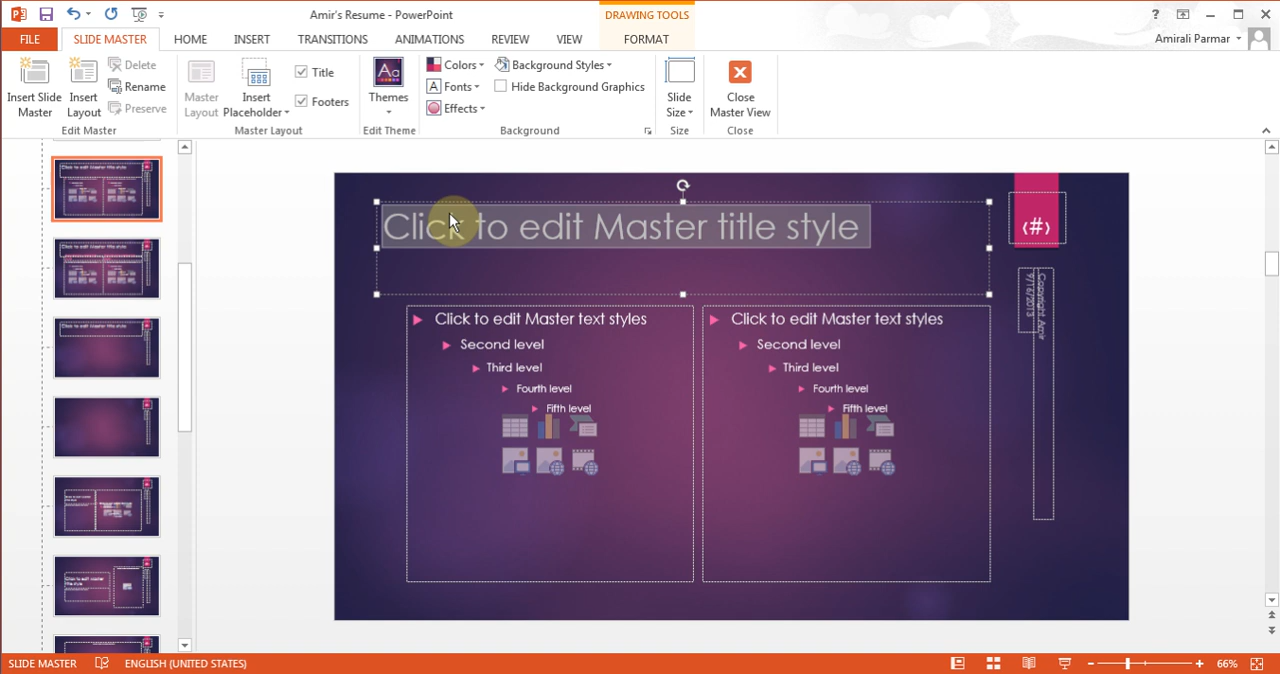 Amir's Resume - PowerPoint
DRAWING TOOLS
?
FILE
SLIDE MASTER
HOME
INSERT
TRANSITIONS
ANIMATIONS
REVIEW
VIEW
FORMAT
Amirali Parmar
Insert Slide
Master
Insert
Layout
Delete
Rename
Preserve
Edit Master
Master
Layout
Insert
Placeholder
Title
Footers
Master Layout
Aa
Themes
Edit Theme
Colors
A Fonts
Effects
Background Styles
Hide Background Graphics
Background
Slide
Size
Size
Close
Master View
Close
Click to edit Master title style
‹#›
Click to edit Master text styles
Second level
Third level
Fourth level
Fifth level
Click to edit Master text styles
Second level
Third level
Fourth level
Fifth level
Copyright Amir
9/16/2013
SLIDE MASTER
ENGLISH (UNITED STATES)
66%